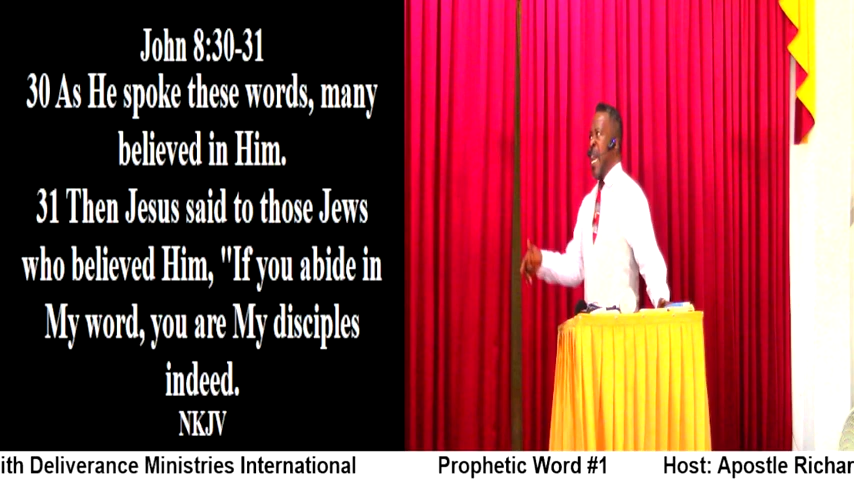 John 8:30-31
30 As He spoke these words, many
believed in Him.
31 Then Jesus said to those Jews
who believed Him, "If you abide in
My word, you are My disciples
indeed.
NKJV
ith Deliverance Ministries International Prophetic Word #1 Host: Apostle Richar